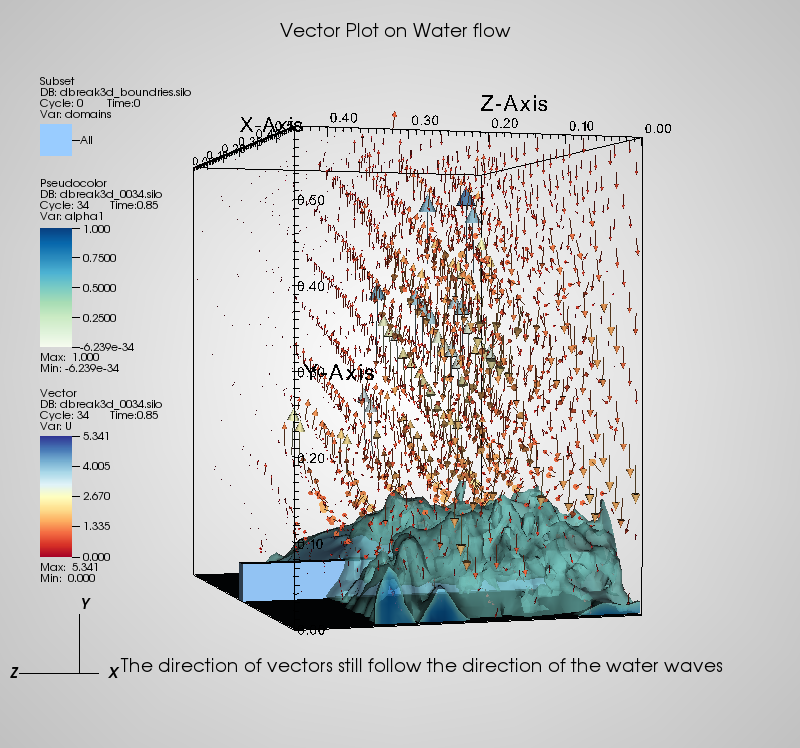 Vector Plot on Water flow
Subset
DB: dbreak3d_boundries.silo
Cycle: 0 Time:0
Var: domains
All
Pseudocolor
DB: dbreak3d_0034.silo
Cycle: 34 Time:0.85
Var: alpha1
1.000
0.7500
0.5000
0.2500
-6.239e-34
Max: 1.000
Min: -6.239e-34
Vector
DB: dbreak3d_0034.silo
Cycle: 34 Time:0.85
Var: U
5.341
4.005
2.670
1.335
0.000
Max: 5.341
Min: 0.000
Z-Axis
0.40
0.30
0.20
0.10
0.00
X-Axis
0.50
0.40
Y-Axis
0.20
0.10
0.00
Y
Z
X
The direction of vectors still follow the direction of the water waves